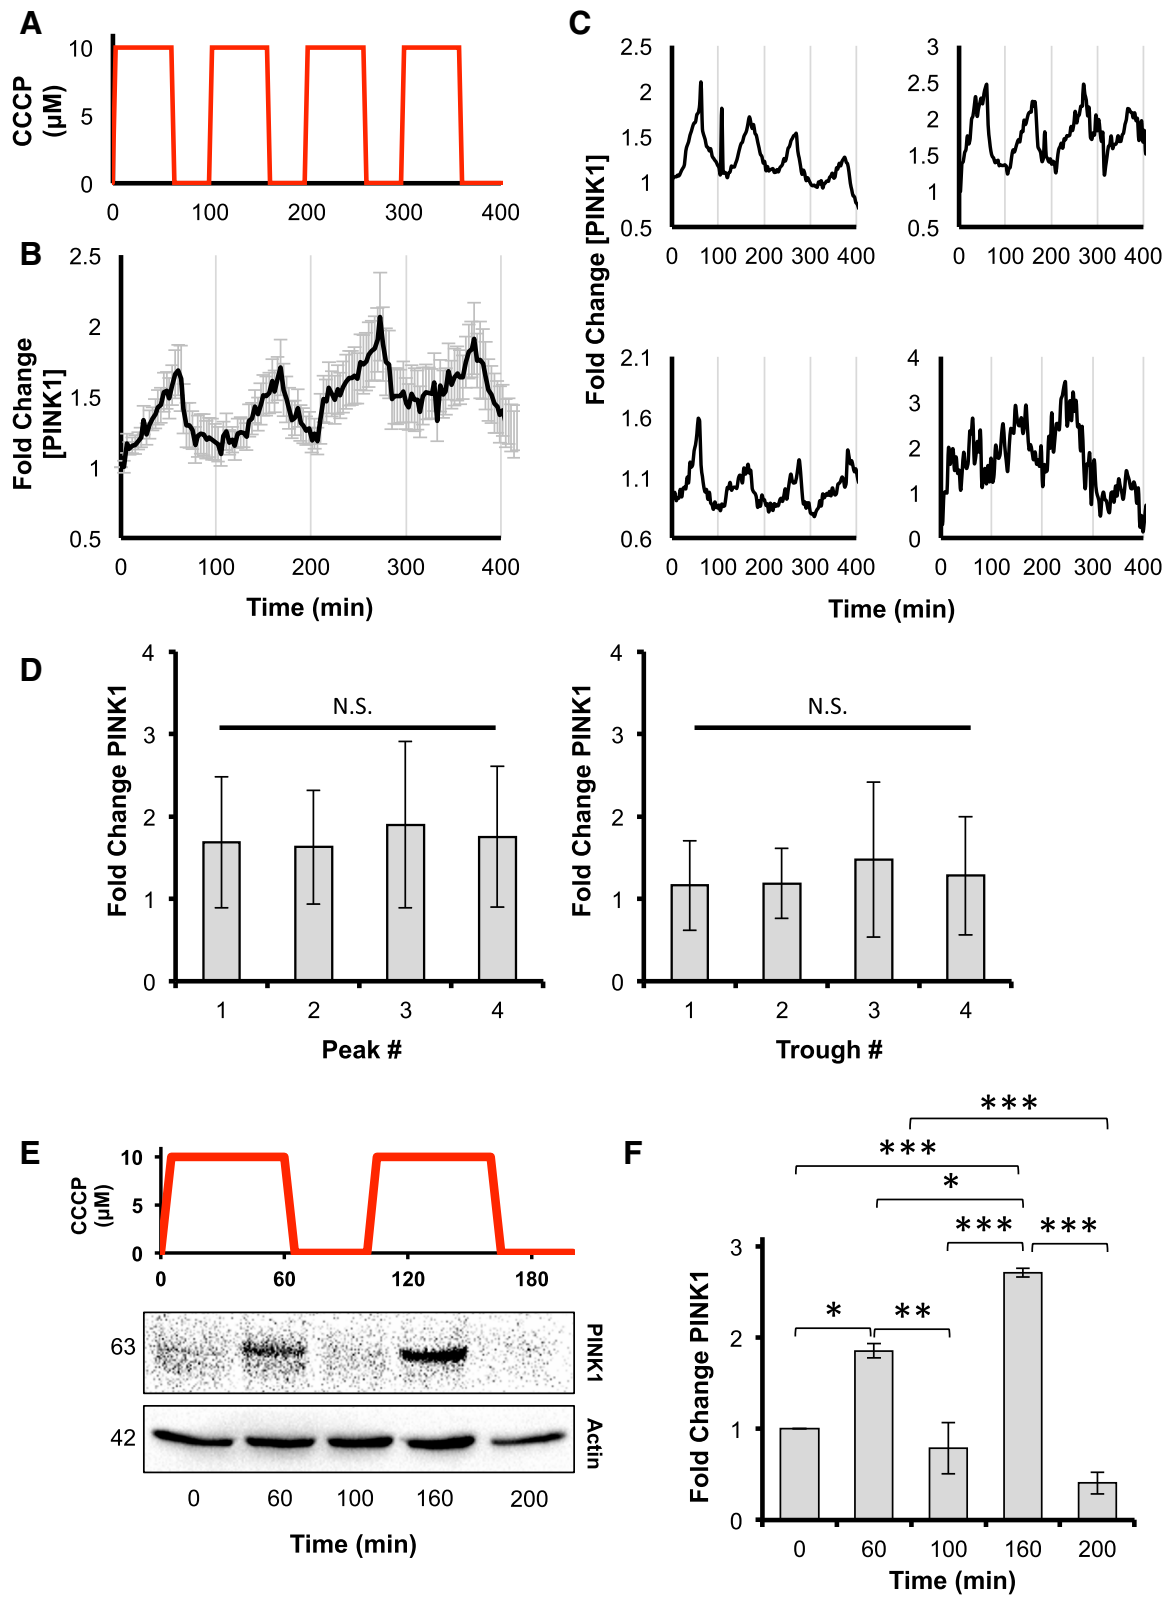 A
CCCP
(µM)
10
5
0
0 100 200 300 400
B
Fold Change
[PINK1]
2.5
2
1.5
1
0.5
0 100 200 300 400
Time (min)
C
Fold Change [PINK1]
2.5
2
1.5
1
0.5
0 100 200 300 400
3
2.5
2
1.5
1
0.5
0 100 200 300 400
2.1
1.6
1.1
0.6
0 100 200 300 400
4
3
2
1
0
0 100 200 300 400
Time (min)
D
Fold Change PINK1
4
3
2
1
0
N.S.
1 2 3 4
Peak #
Fold Change PINK1
4
3
2
1
0
N.S.
1 2 3 4
Trough #
E
CCCP
(µM)
10
5
0
0 60 120 180
63
PINK1
42
Actin
0 60 100 160 200
Time (min)
F
***
***
*
*** ***
* **
Fold Change PINK1
3
2
1
0
0 60 100 160 200
Time (min)